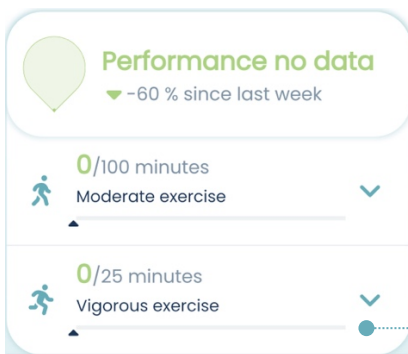 Performance no data
-60 % since last week
0/100 minutes
Moderate exercise
0/25 minutes
Vigorous exercise